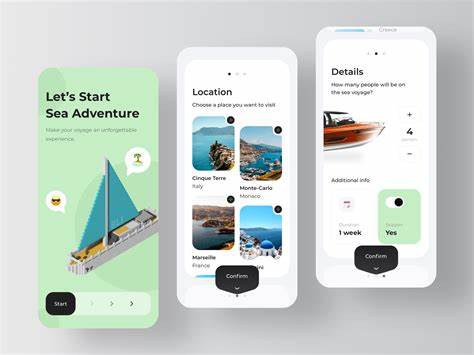 Let's Start
Sea Adventure
Make your voyage an unforgettable
experience.
Start
Location
Choose a place you want to visit
Cinque Terre
Italy
Monte-Carlo
Monaco
Marseille
France
Confirm
Greece
Details
How many people will be on
the sea voyage?
+
4
person
−
Additional info
Duration
1 week
Skipper
Yes
Confirm